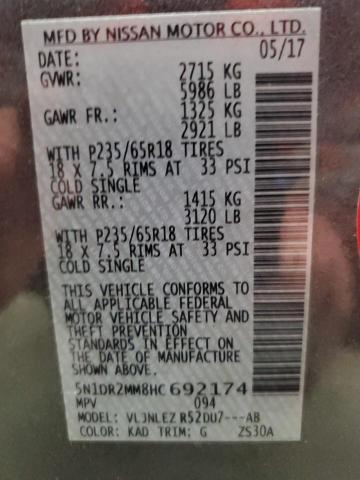 MFD BY NISSAN MOTOR CO., LTD.
DATE: 05/17
GVWR: 2715 KG
5986 LB
GAWR FR.: 1325 KG
2921 LB
WITH P235/65R18 TIRES
18 X 7.5 RIMS AT 33 PSI
COLD SINGLE
GAWR RR.: 1415 KG
3120 LB
WITH P235/65R18 TIRES
18 X 7.5 RIMS AT 33 PSI
COLD SINGLE
THIS VEHICLE CONFORMS TO
ALL APPLICABLE FEDERAL
MOTOR VEHICLE SAFETY AND
THEFT PREVENTION
STANDARDS IN EFFECT ON
THE DATE OF MANUFACTURE
SHOWN ABOVE.
5N1DR2MM8HC692174
MPV 094
MODEL: VLJNLEZ R52DU7---AB
COLOR: KAD TRIM: G ZS30A